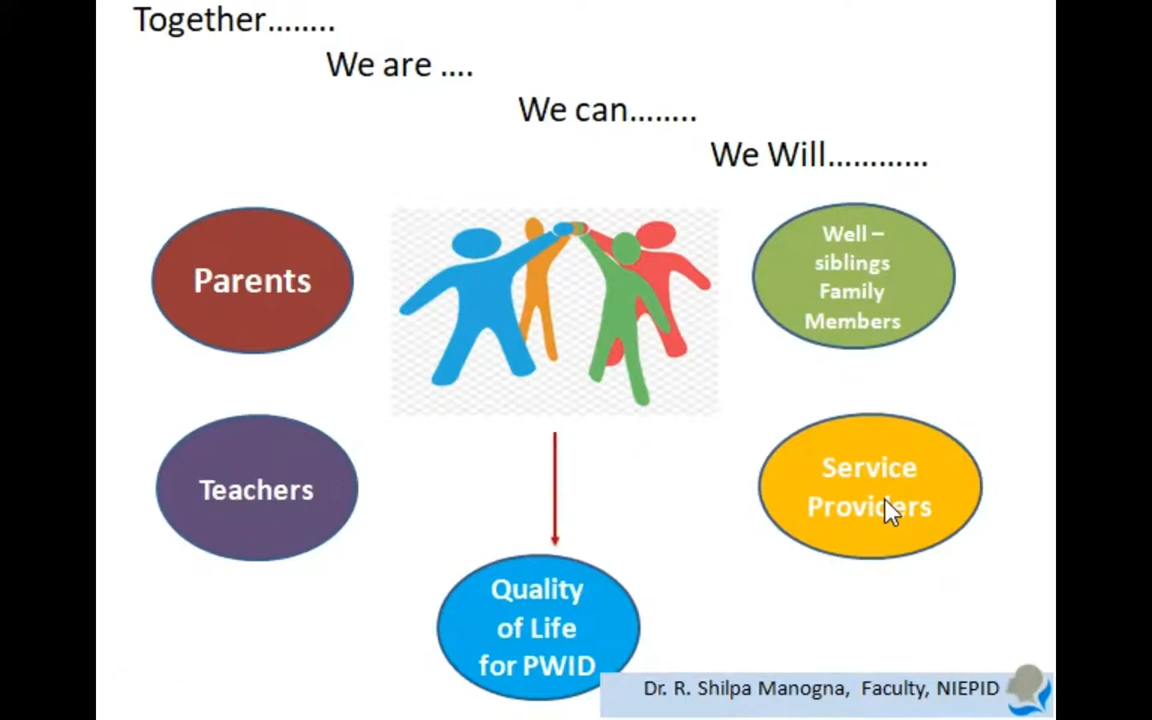 Together........
We are ....
We can........
We Will............
Parents
Well –
siblings
Family
Members
Teachers
Service
Providers
Quality
of Life
for PWID
Dr. R. Shilpa Manogna,  Faculty, NIEPID